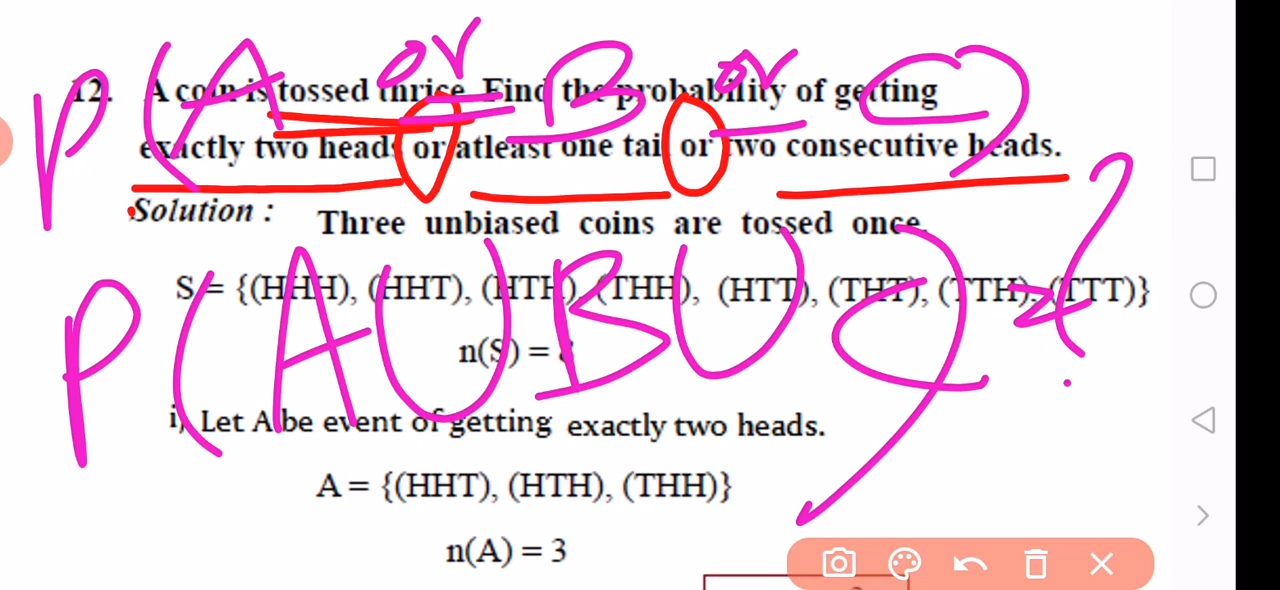 12. A coin is tossed thrice. Find the probability of getting
exactly two heads or atleast one tail or two consecutive heads.
P(A or B or C)
Solution :
Three unbiased coins are tossed once.
S = {(HHH), (HHT), (HTH), (THH), (HTT), (THT), (TTH), (TTT)}
P(AUBUC) = ?
n(S) = 8
i) Let A be event of getting exactly two heads.
A = {(HHT), (HTH), (THH)}
n(A) = 3